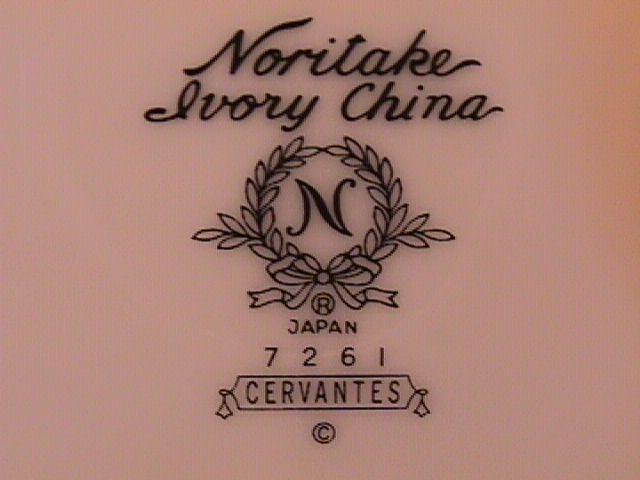 Noritake
Ivory China
N
®
JAPAN
7261
CERVANTES
©